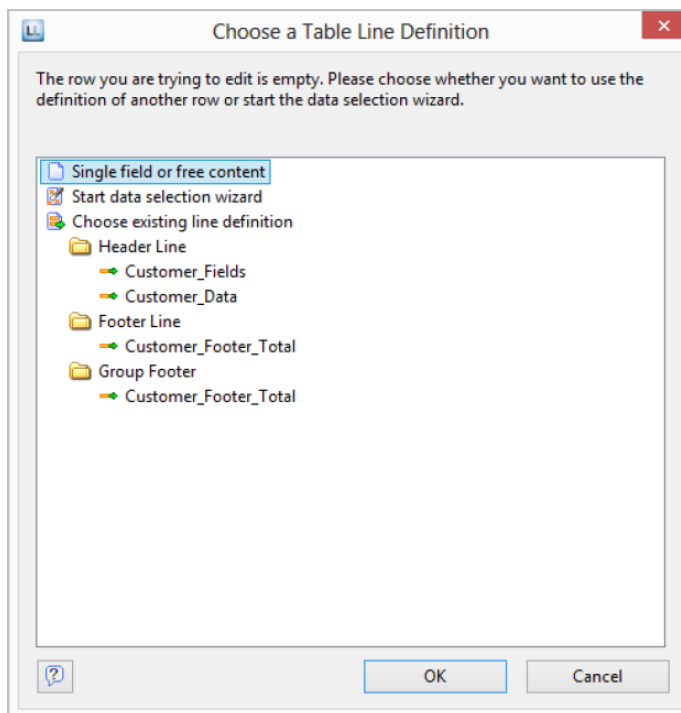 LL
Choose a Table Line Definition
The row you are trying to edit is empty. Please choose whether you want to use the
definition of another row or start the data selection wizard.
Single field or free content
Start data selection wizard
Choose existing line definition
Header Line
Customer_Fields
Customer_Data
Footer Line
Customer_Footer_Total
Group Footer
Customer_Footer_Total
OK
Cancel